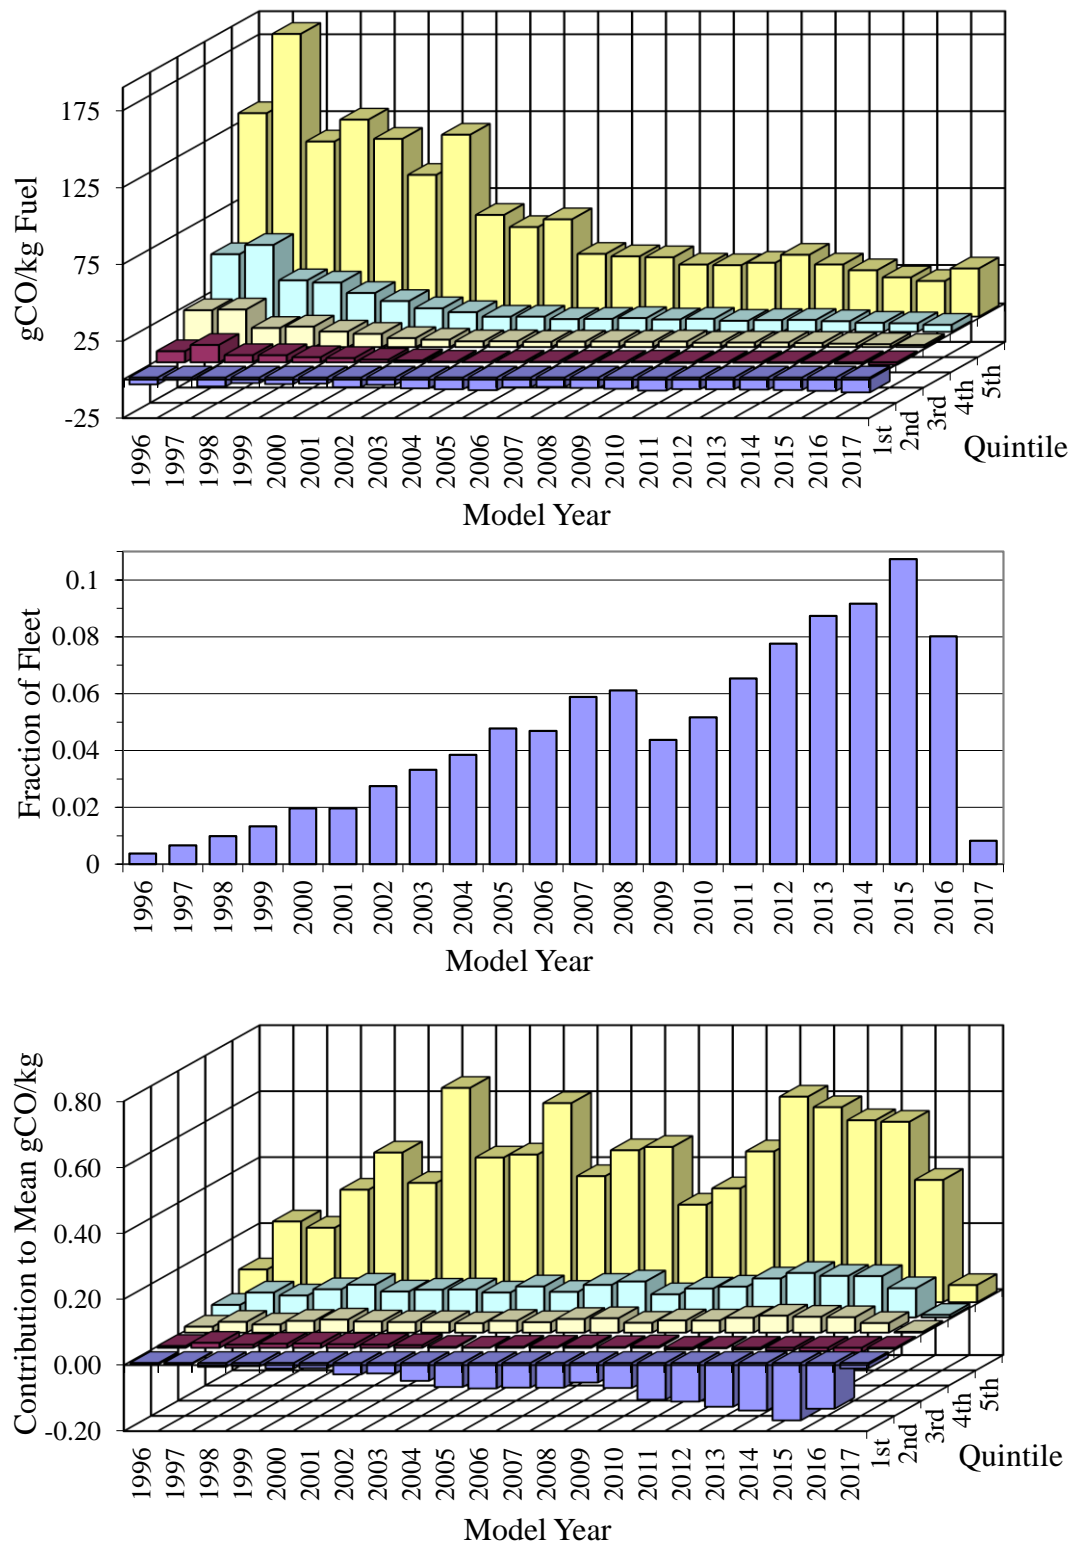 gCO/kg Fuel
175
125
75
25
-25
1996 1997 1998 1999 2000 2001 2002 2003 2004 2005 2006 2007 2008 2009 2010 2011 2012 2013 2014 2015 2016 2017
1st 2nd 3rd 4th 5th
Quintile
Model Year
Fraction of Fleet
0.1
0.08
0.06
0.04
0.02
0
1996 1997 1998 1999 2000 2001 2002 2003 2004 2005 2006 2007 2008 2009 2010 2011 2012 2013 2014 2015 2016 2017
Model Year
Contribution to Mean gCO/kg
0.80
0.60
0.40
0.20
0.00
-0.20
1996 1997 1998 1999 2000 2001 2002 2003 2004 2005 2006 2007 2008 2009 2010 2011 2012 2013 2014 2015 2016 2017
1st 2nd 3rd 4th 5th
Quintile
Model Year